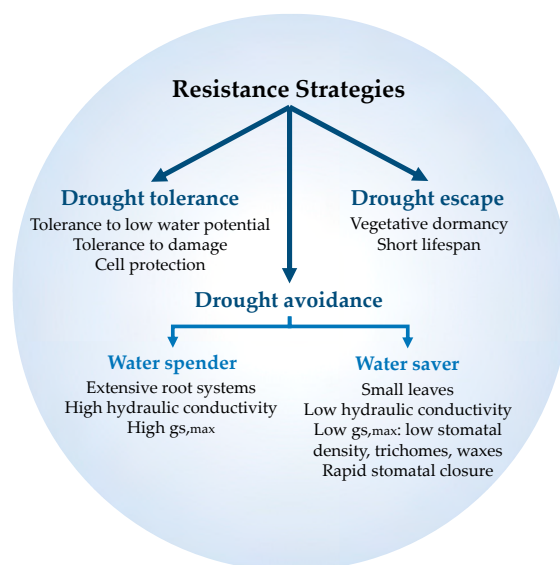 Resistance Strategies
Drought tolerance
Tolerance to low water potential
Tolerance to damage
Cell protection
Drought escape
Vegetative dormancy
Short lifespan
Drought avoidance
Water spender
Extensive root systems
High hydraulic conductivity
High gs,max
Water saver
Small leaves
Low hydraulic conductivity
Low gs,max: low stomatal
density, trichomes, waxes
Rapid stomatal closure